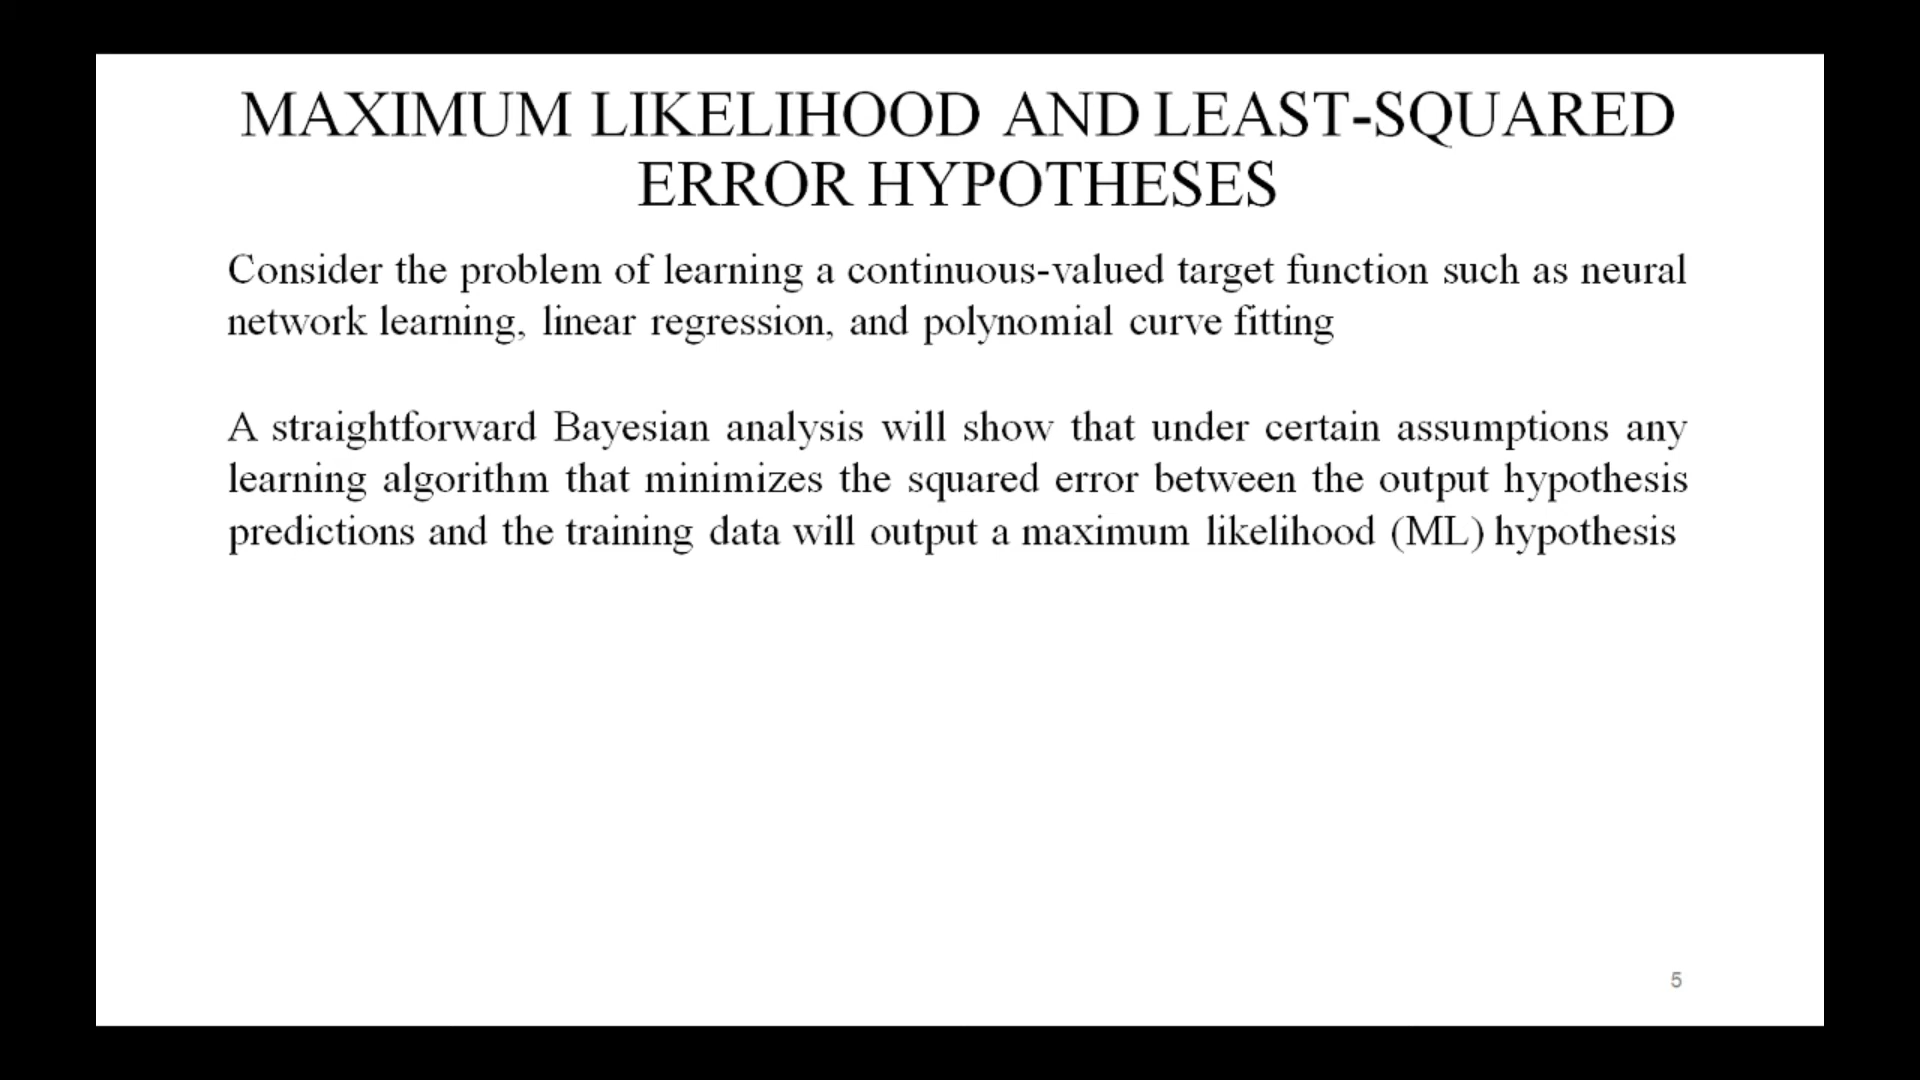 MAXIMUM LIKELIHOOD AND LEAST-SQUARED
ERROR HYPOTHESES
Consider the problem of learning a continuous-valued target function such as neural
network learning, linear regression, and polynomial curve fitting
A straightforward Bayesian analysis will show that under certain assumptions any
learning algorithm that minimizes the squared error between the output hypothesis
predictions and the training data will output a maximum likelihood (ML) hypothesis
5